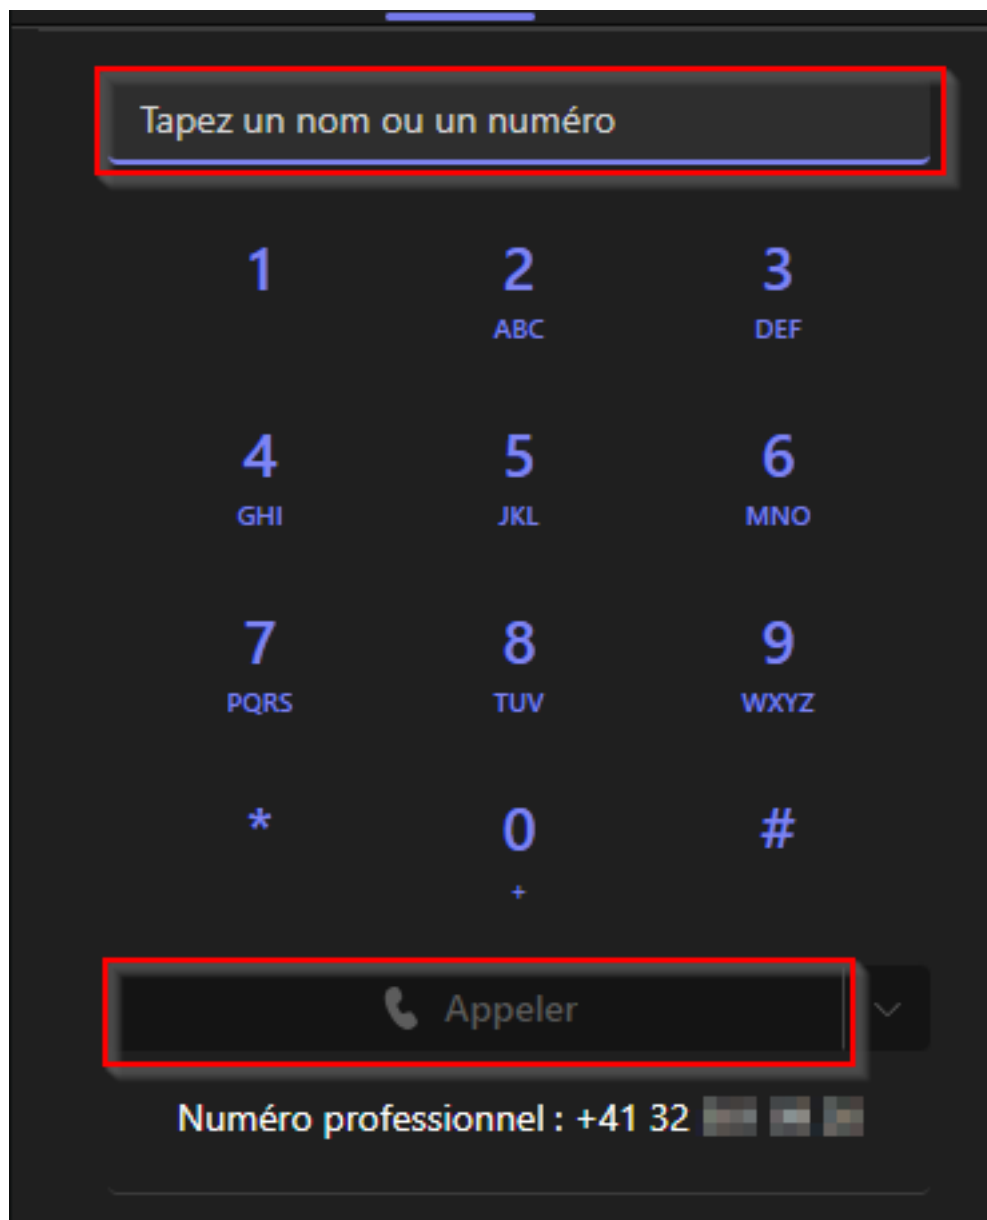 Tapez un nom ou un numéro
1 2 3
ABC DEF
4 5 6
GHI JKL MNO
7 8 9
PQRS TUV WXYZ
* 0 #
+
Appeler
Numéro professionnel : +41 32